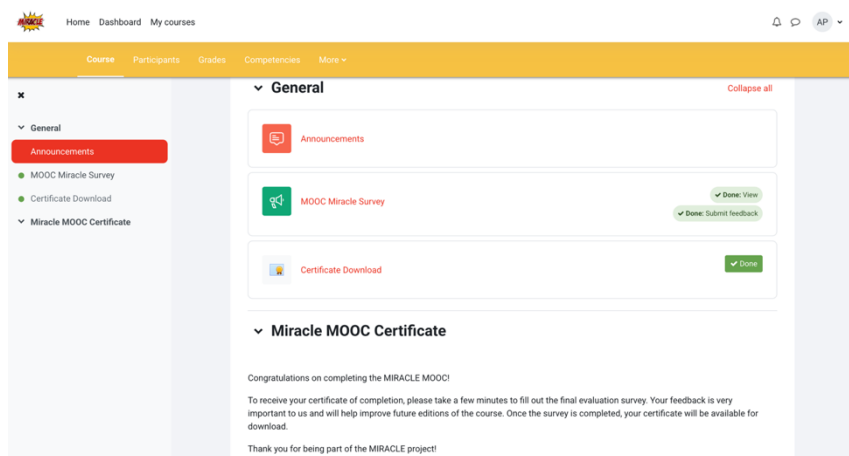 MIRACLE
Home Dashboard My courses
AP
Course Participants Grades Competencies More
General
Collapse all
General
Announcements
Announcements
MOOC Miracle Survey
MOOC Miracle Survey
Done: View
Done: Submit feedback
Certificate Download
Miracle MOOC Certificate
Certificate Download
Done
Miracle MOOC Certificate
Congratulations on completing the MIRACLE MOOC!
To receive your certificate of completion, please take a few minutes to fill out the final evaluation survey. Your feedback is very
important to us and will help improve future editions of the course. Once the survey is completed, your certificate will be available for
download.
Thank you for being part of the MIRACLE project!